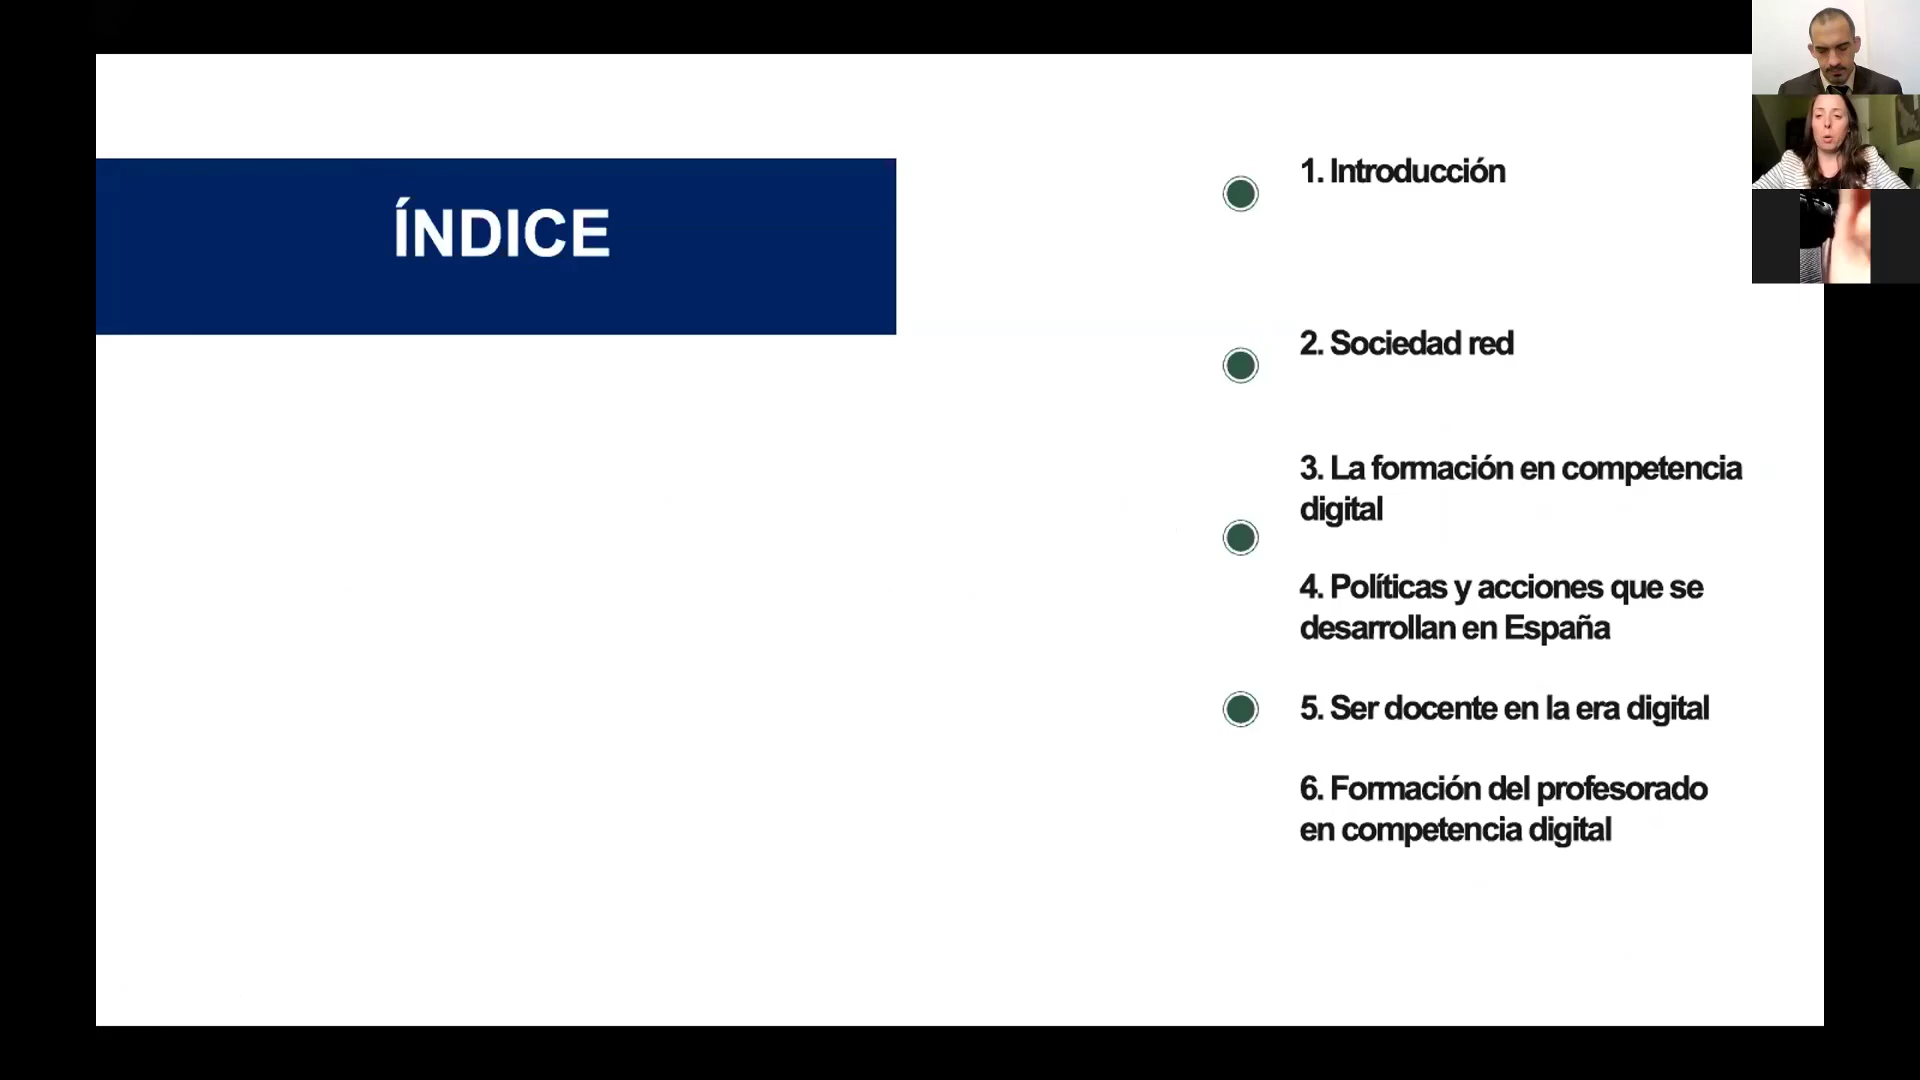 ÍNDICE
1. Introducción
2. Sociedad red
3. La formación en competencia
digital
4. Políticas y acciones que se
desarrollan en España
5. Ser docente en la era digital
6. Formación del profesorado
en competencia digital